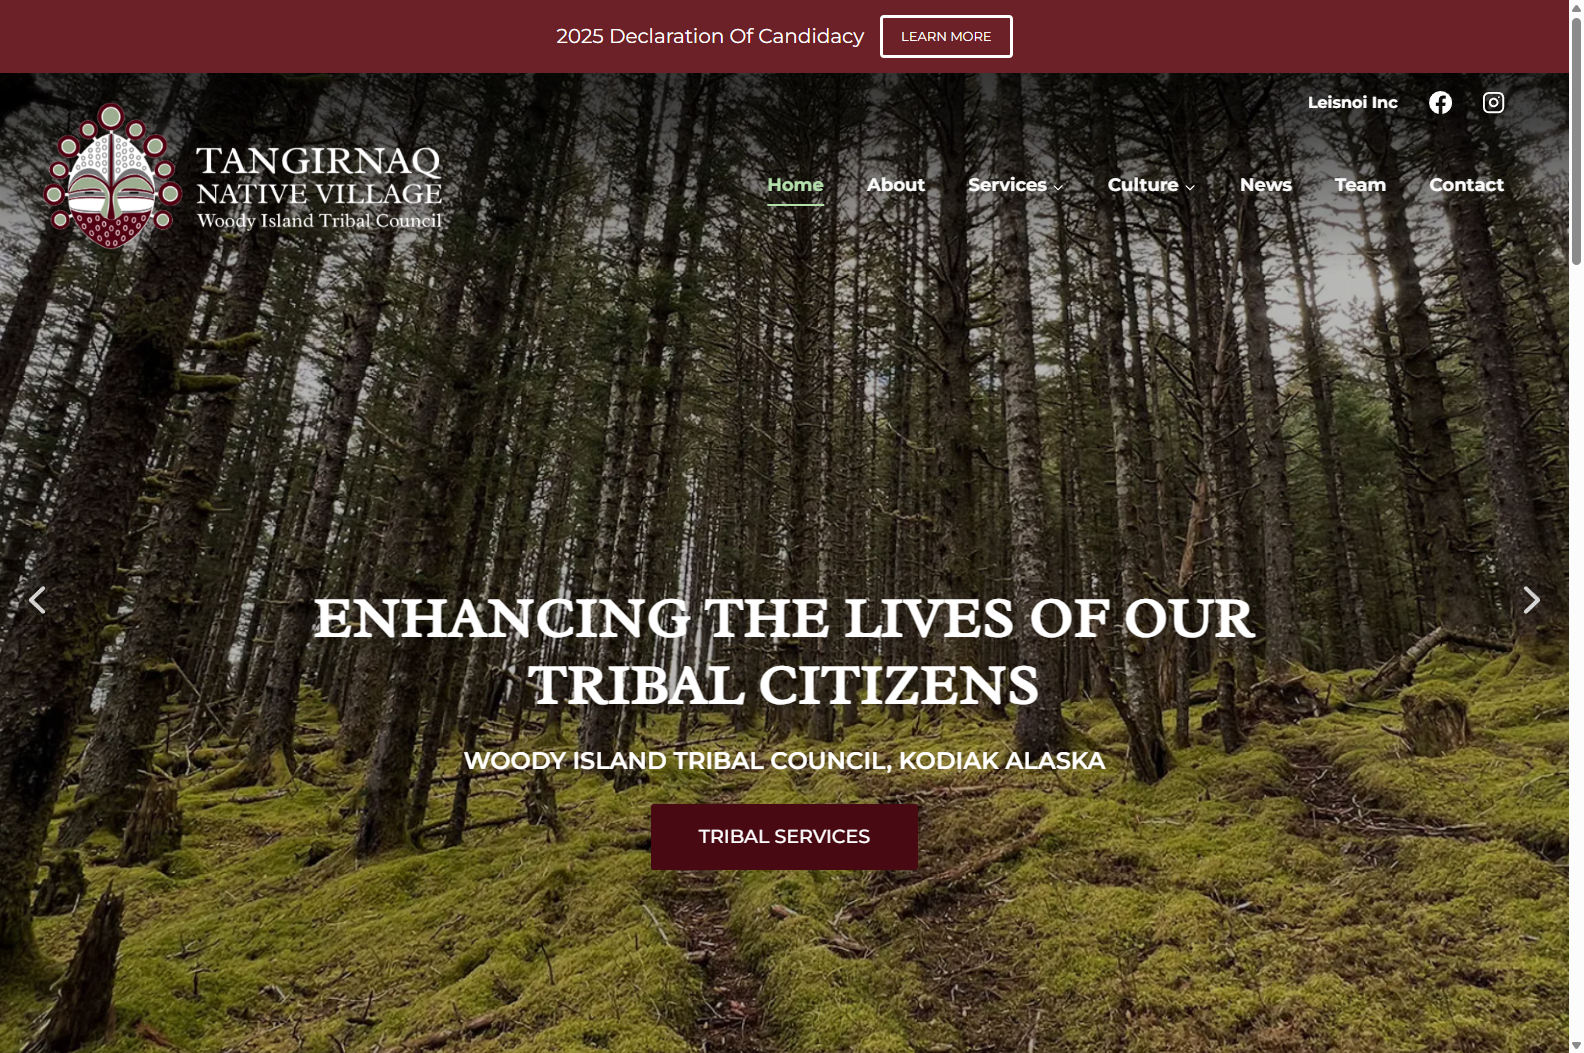 2025 Declaration Of Candidacy
LEARN MORE
Leisnoi Inc
TANGIRNAQ
NATIVE VILLAGE
Woody Island Tribal Council
Home
About
Services
Culture
News
Team
Contact
ENHANCING THE LIVES OF OUR
TRIBAL CITIZENS
WOODY ISLAND TRIBAL COUNCIL, KODIAK ALASKA
TRIBAL SERVICES